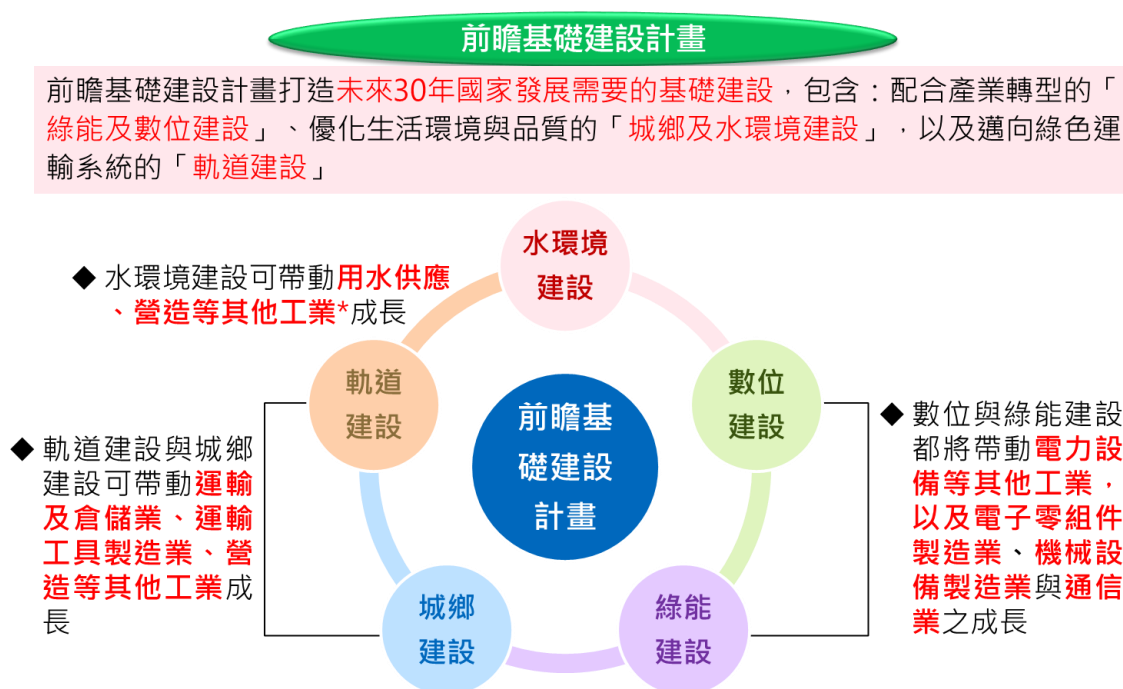 前瞻基礎建設計畫
前瞻基礎建設計畫打造未來30年國家發展需要的基礎建設，包含：配合產業轉型的「
綠能及數位建設」、優化生活環境與品質的「城鄉及水環境建設」，以及邁向綠色運
輸系統的「軌道建設」
水環境
建設
◆ 水環境建設可帶動用水供應
、營造等其他工業*成長
軌道
建設
數位
建設
前瞻基
礎建設
計畫
◆ 軌道建設與城鄉
建設可帶動運輸
及倉儲業、運輸
工具製造業、營
造等其他工業成
長
◆ 數位與綠能建設
都將帶動電力設
備等其他工業，
以及電子零組件
製造業、機械設
備製造業與通信
業之成長
城鄉
建設
綠能
建設